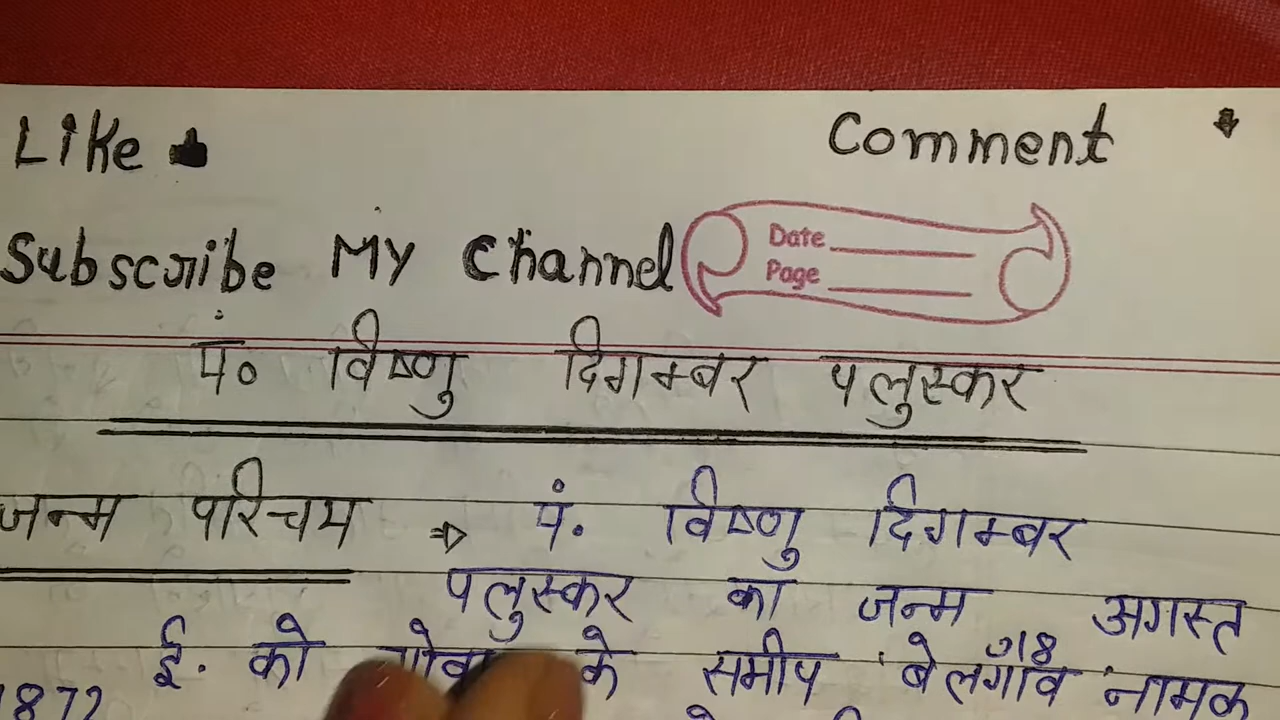 Like Comment
Subscribe My Channel
Date
Page
पं० विष्णु दिगम्बर पलुस्कर
जन्म परिचय ⇒ पं. विष्णु दिगम्बर
पलुस्कर का जन्म अगस्त
18
1872 ई. को के समीप बेलगाँव नामक